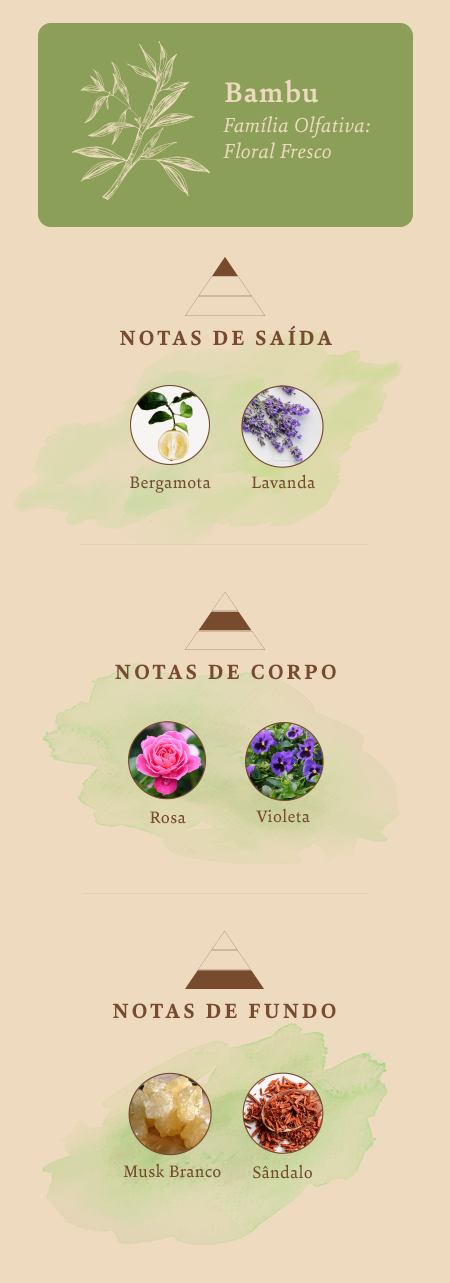 Bambu
Família Olfativa:
Floral Fresco
NOTAS DE SAÍDA
Bergamota
Lavanda
NOTAS DE CORPO
Rosa
Violeta
NOTAS DE FUNDO
Musk Branco
Sândalo